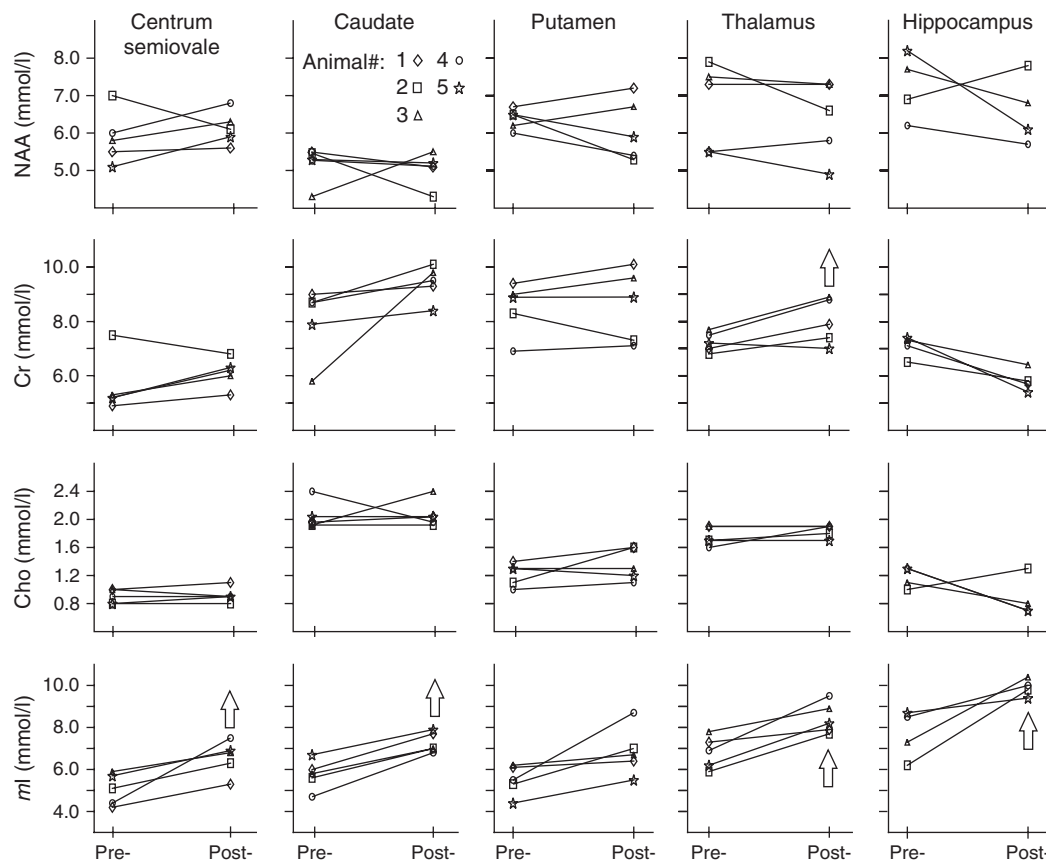 Centrum semiovale
Caudate
Putamen
Thalamus
Hippocampus
Animal#: 1 4
2 5
3
NAA (mmol/l)
8.0
7.0
6.0
5.0
Cr (mmol/l)
10.0
8.0
6.0
Cho (mmol/l)
2.4
2.0
1.6
1.2
0.8
mI (mmol/l)
10.0
8.0
6.0
4.0
Pre- Post- Pre- Post- Pre- Post- Pre- Post- Pre- Post-